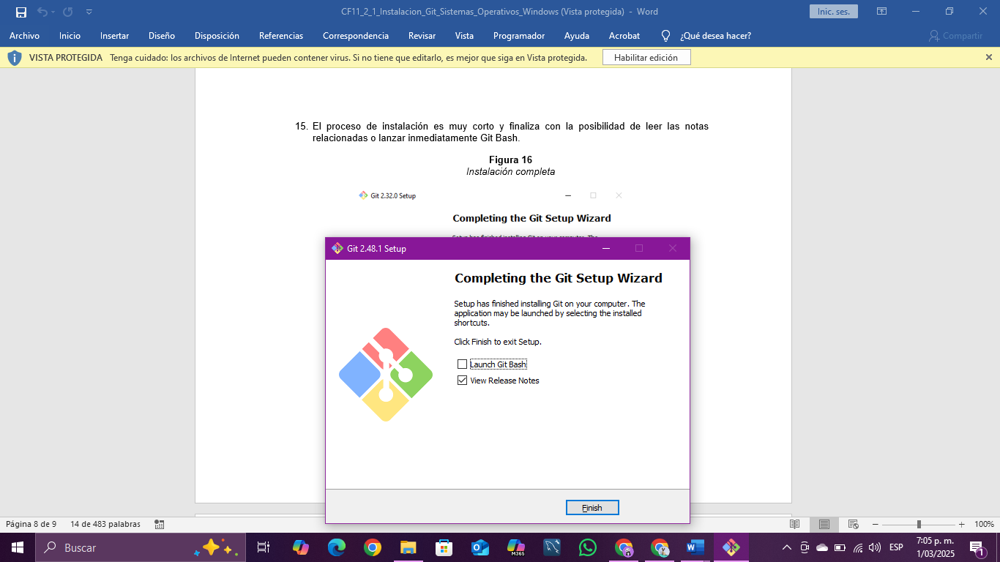 CF11_2_1_Instalacion_Git_Sistemas_Operativos_Windows (Vista protegida) - Word
Inic. ses.
Archivo Inicio Insertar Diseño Disposición Referencias Correspondencia Revisar Vista Programador Ayuda Acrobat ¿Qué desea hacer? Compartir
VISTA PROTEGIDA Tenga cuidado: los archivos de Internet pueden contener virus. Si no tiene que editarlo, es mejor que siga en Vista protegida. Habilitar edición
15. El proceso de instalación es muy corto y finaliza con la posibilidad de leer las notas
relacionadas o lanzar inmediatamente Git Bash.
Figura 16
Instalación completa
Git 2.32.0 Setup
Completing the Git Setup Wizard
Git 2.48.1 Setup
Completing the Git Setup Wizard
Setup has finished installing Git on your computer. The
application may be launched by selecting the installed
shortcuts.
Click Finish to exit Setup.
Launch Git Bash
View Release Notes
Finish
Página 8 de 9 14 de 483 palabras 100%
Buscar
M365
ESP
7:05 p. m.
1/03/2025
1